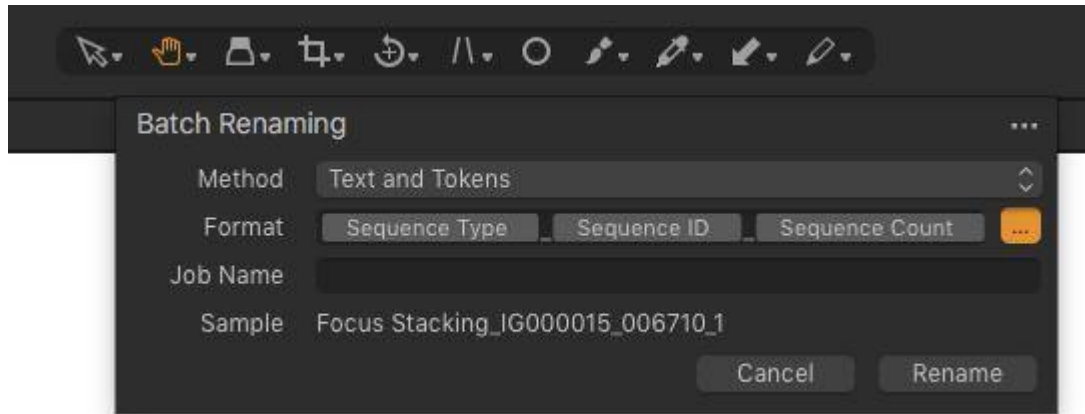 Batch Renaming ...
Method Text and Tokens
Format Sequence Type _ Sequence ID _ Sequence Count ...
Job Name
Sample Focus Stacking_IG000015_006710_1
Cancel Rename